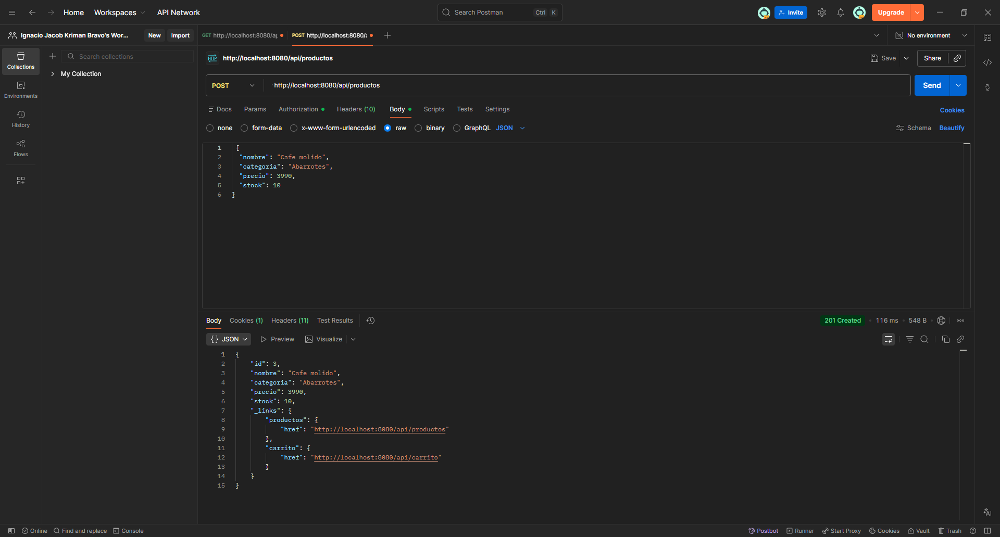 Home Workspaces API Network Search Postman Ctrl K Invite Upgrade
Ignacio Jacob Kriman Bravo's Wor... New Import GET http://localhost:8080/ap POST http://localhost:8080/a No environment
Collections
Search collections
My Collection
Environments
History
Flows
HTTP http://localhost:8080/api/productos Save Share
POST http://localhost:8080/api/productos Send
Docs Params Authorization Headers (10) Body Scripts Tests Settings Cookies
none form-data x-www-form-urlencoded raw binary GraphQL JSON Schema Beautify
1 {
2 "nombre": "Cafe molido",
3 "categoria": "Abarrotes",
4 "precio": 3990,
5 "stock": 10
6 }
Body Cookies (1) Headers (11) Test Results 201 Created 116 ms 548 B
{} JSON Preview Visualize
1 {
2 "id": 3,
3 "nombre": "Cafe molido",
4 "categoria": "Abarrotes",
5 "precio": 3990,
6 "stock": 10,
7 "_links": {
8 "productos": {
9 "href": "http://localhost:8080/api/productos"
10 },
11 "carrito": {
12 "href": "http://localhost:8080/api/carrito"
13 }
14 }
15 }
AI
Online Find and replace Console Postbot Runner Start Proxy Cookies Vault Trash